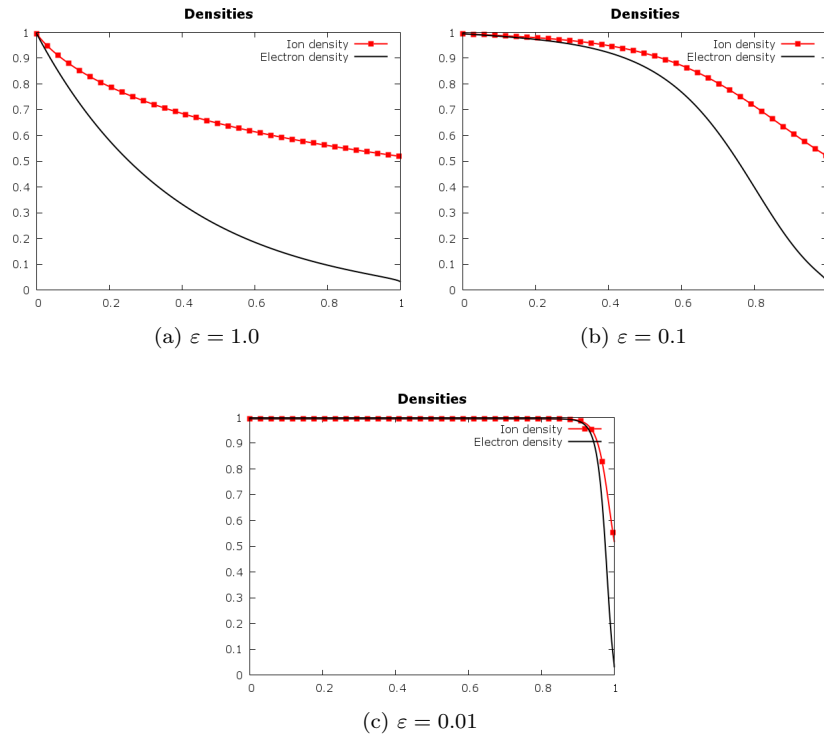 Densities
Ion density
Electron density
1
0.9
0.8
0.7
0.6
0.5
0.4
0.3
0.2
0.1
0
0 0.2 0.4 0.6 0.8 1
(a) ε = 1.0
Densities
Ion density
Electron density
1
0.9
0.8
0.7
0.6
0.5
0.4
0.3
0.2
0.1
0
0 0.2 0.4 0.6 0.8
(b) ε = 0.1
Densities
Ion density
Electron density
1
0.9
0.8
0.7
0.6
0.5
0.4
0.3
0.2
0.1
0
0 0.2 0.4 0.6 0.8 1
(c) ε = 0.01